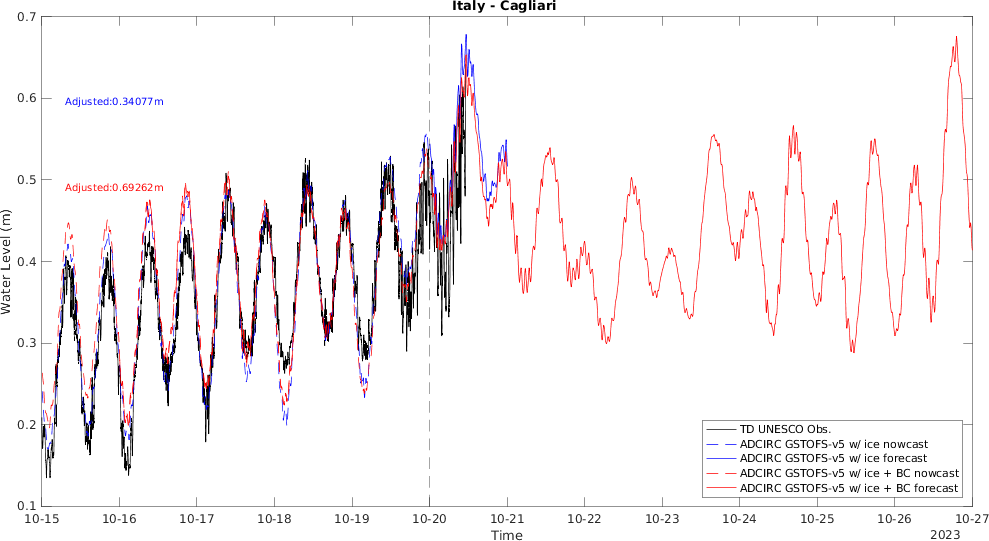 Italy - Cagliari
0.7
0.6
0.5
0.4
0.3
0.2
0.1
Water Level (m)
Adjusted:0.34077m
Adjusted:0.69262m
TD UNESCO Obs.
ADCIRC GSTOFS-v5 w/ ice nowcast
ADCIRC GSTOFS-v5 w/ ice forecast
ADCIRC GSTOFS-v5 w/ ice + BC nowcast
ADCIRC GSTOFS-v5 w/ ice + BC forecast
10-15 10-16 10-17 10-18 10-19 10-20 10-21 10-22 10-23 10-24 10-25 10-26 10-27
Time
2023